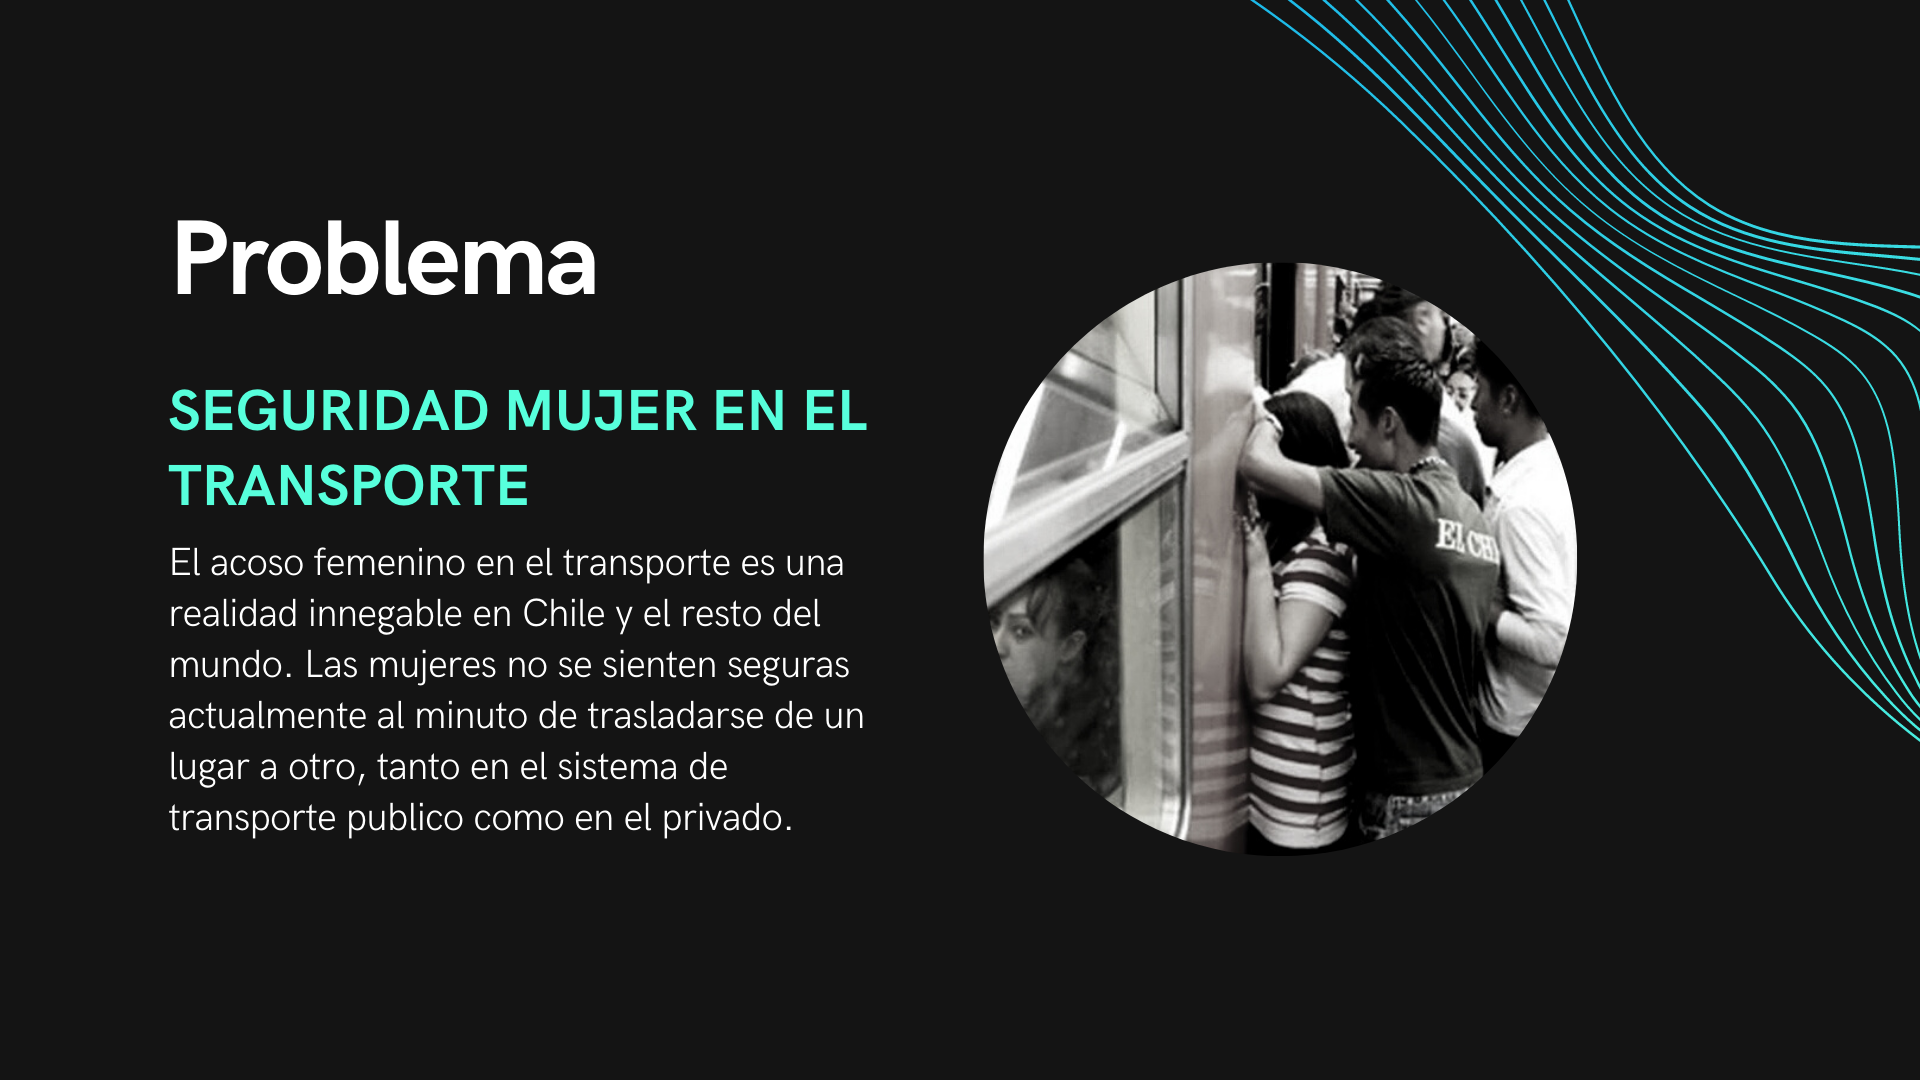 Problema
SEGURIDAD MUJER EN EL
TRANSPORTE
El acoso femenino en el transporte es una
realidad innegable en Chile y el resto del
mundo. Las mujeres no se sienten seguras
actualmente al minuto de trasladarse de un
lugar a otro, tanto en el sistema de
transporte publico como en el privado.
EL CH